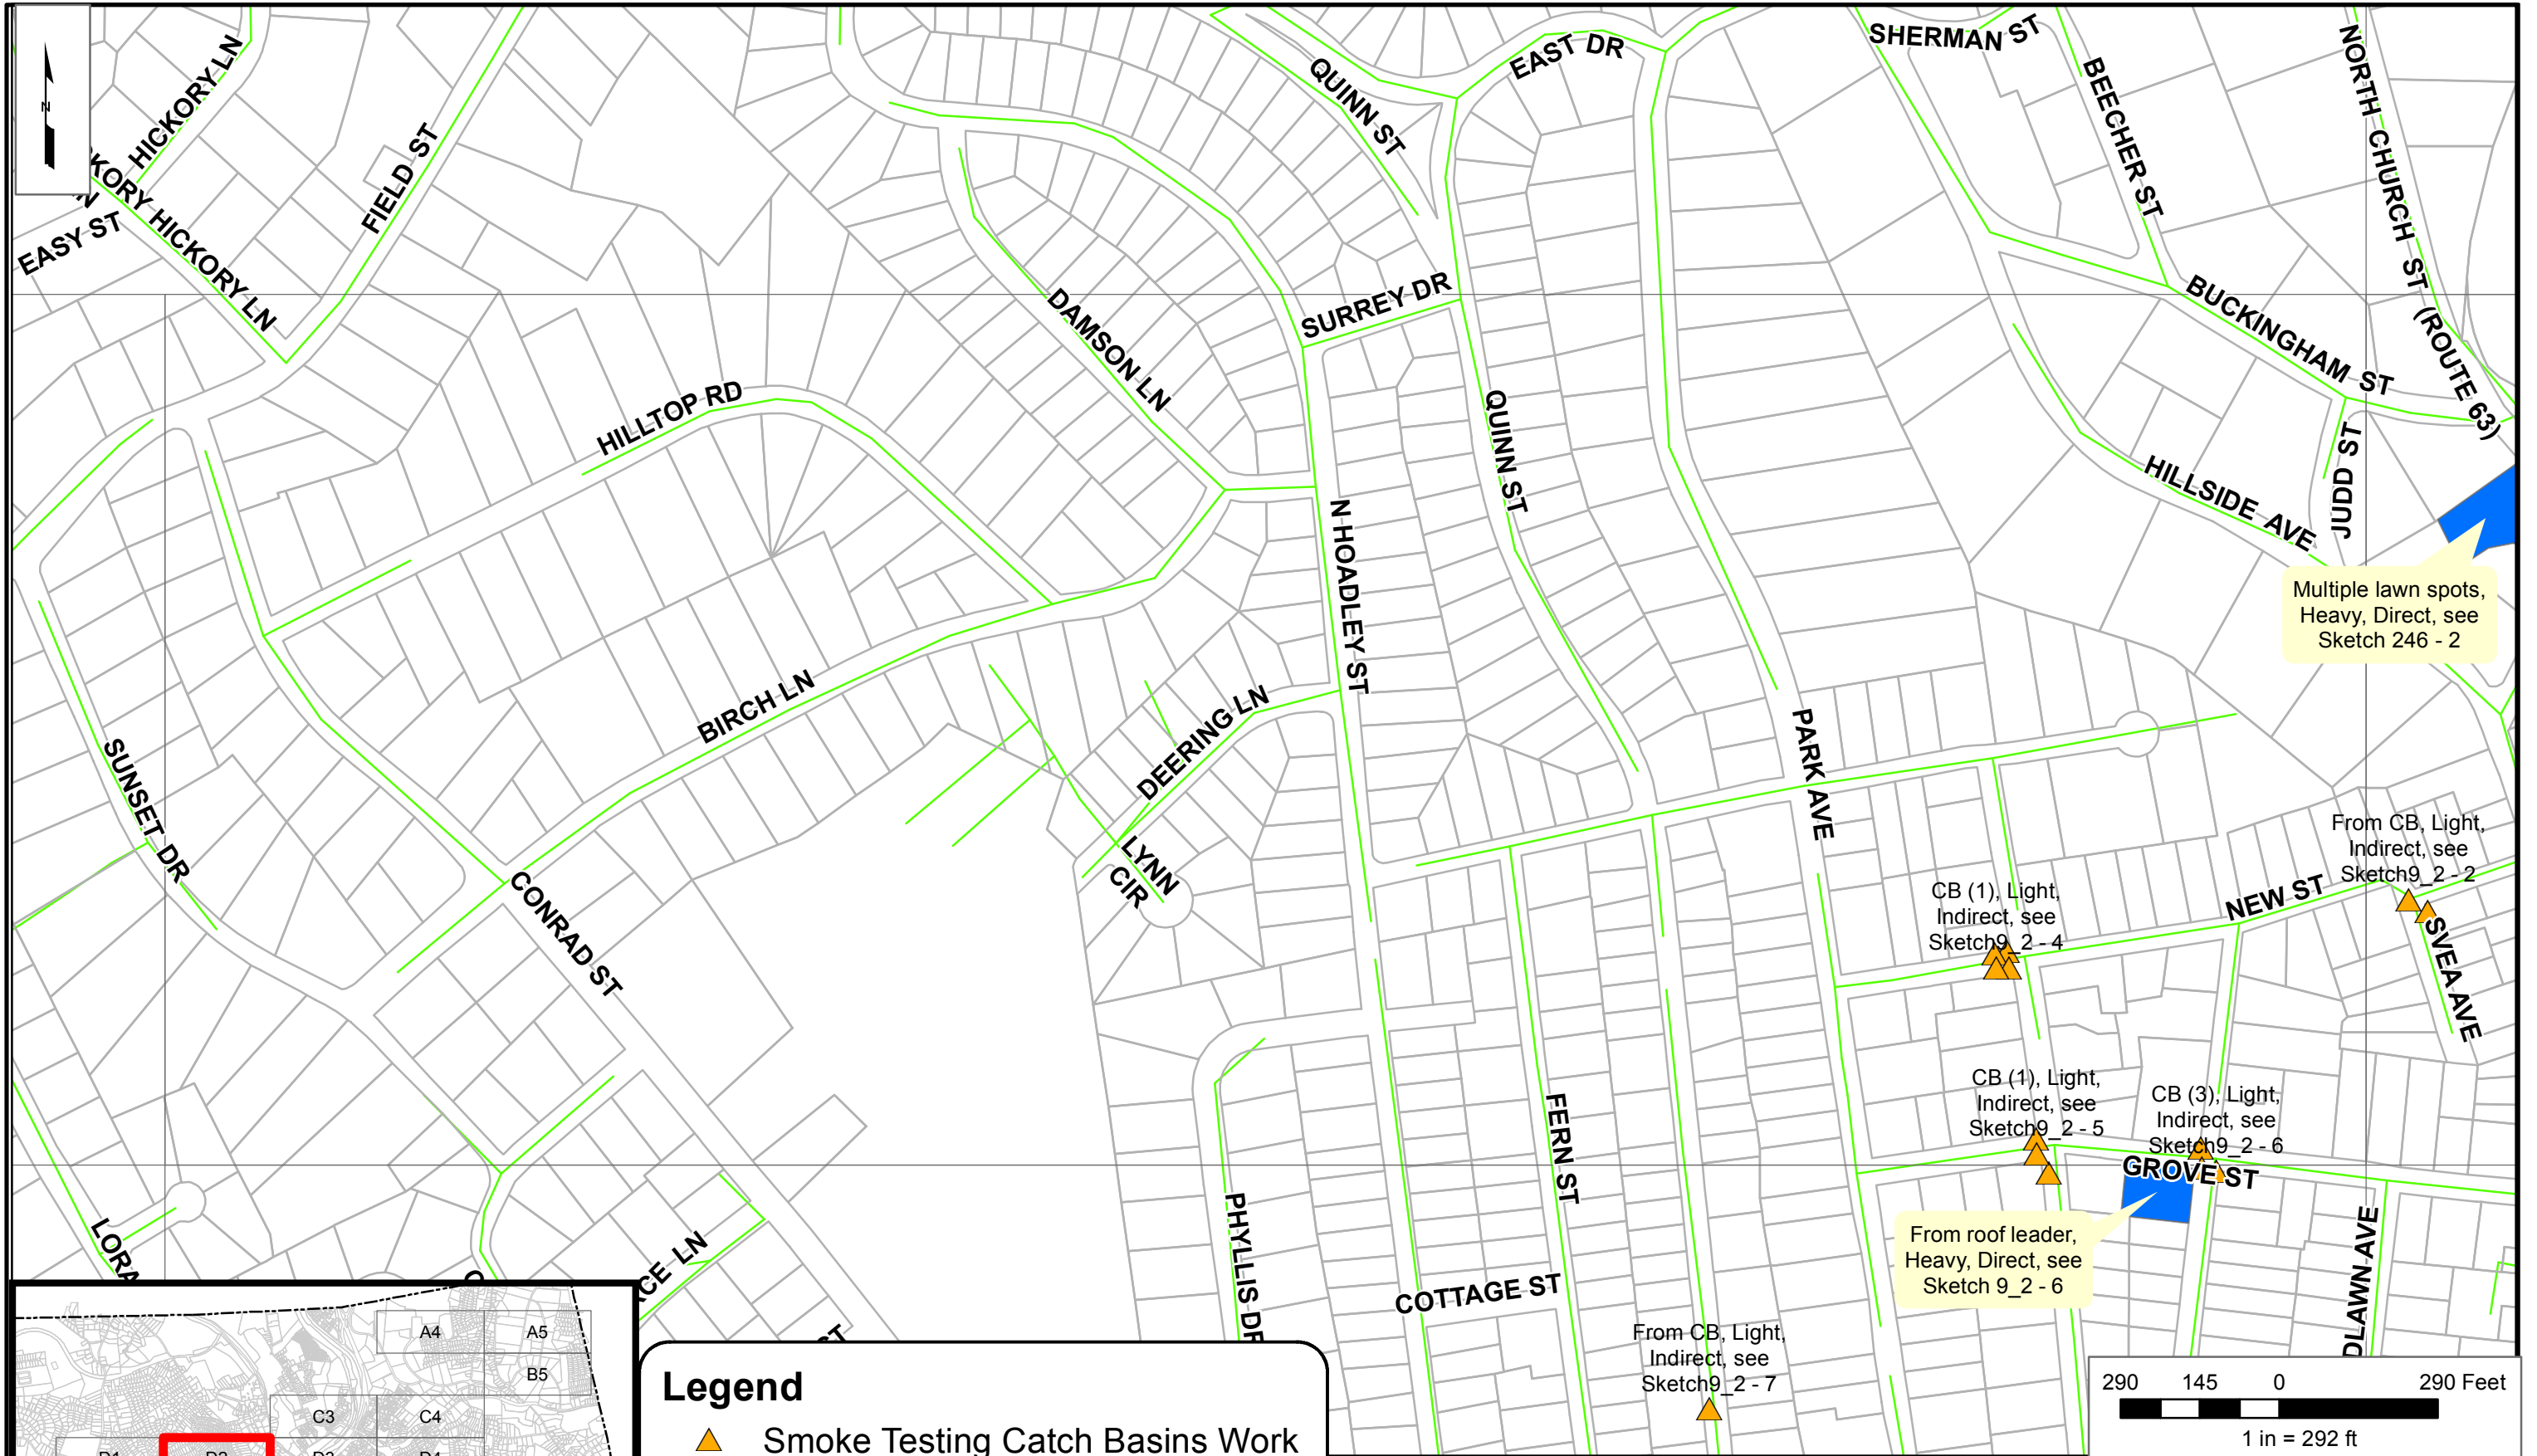 N
HICKORY LN
HICKORY LN
EASY ST
FIELD ST
QUINN ST
EAST DR
SHERMAN ST
BEECHER ST
NORTH CHURCH ST (ROUTE 63)
SURREY DR
DAMSON LN
HILLTOP RD
BUCKINGHAM ST
QUINN ST
JUDD ST
HILLSIDE AVE
N HOADLEY ST
Multiple lawn spots,
Heavy, Direct, see
Sketch 246 - 2
BIRCH LN
DEERING LN
PARK AVE
SUNSET DR
LYNN
CIR
CONRAD ST
From CB, Light,
Indirect, see
Sketch9_2 - 2
CB (1), Light,
Indirect, see
Sketch9_2 - 4
NEW ST
SVEA AVE
CB (1), Light,
Indirect, see
Sketch9_2 - 5
CB (3), Light,
Indirect, see
Sketch9_2 - 6
GROVE ST
FERN ST
PHYLLIS DR
From roof leader,
Heavy, Direct, see
Sketch 9_2 - 6
DLAWN AVE
COTTAGE ST
LORA
CE LN
ST
From CB, Light,
Indirect, see
Sketch9_2 - 7
A4
A5
B5
C3
C4
Legend
Smoke Testing Catch Basins Work
290 145 0 290 Feet
1 in = 292 ft